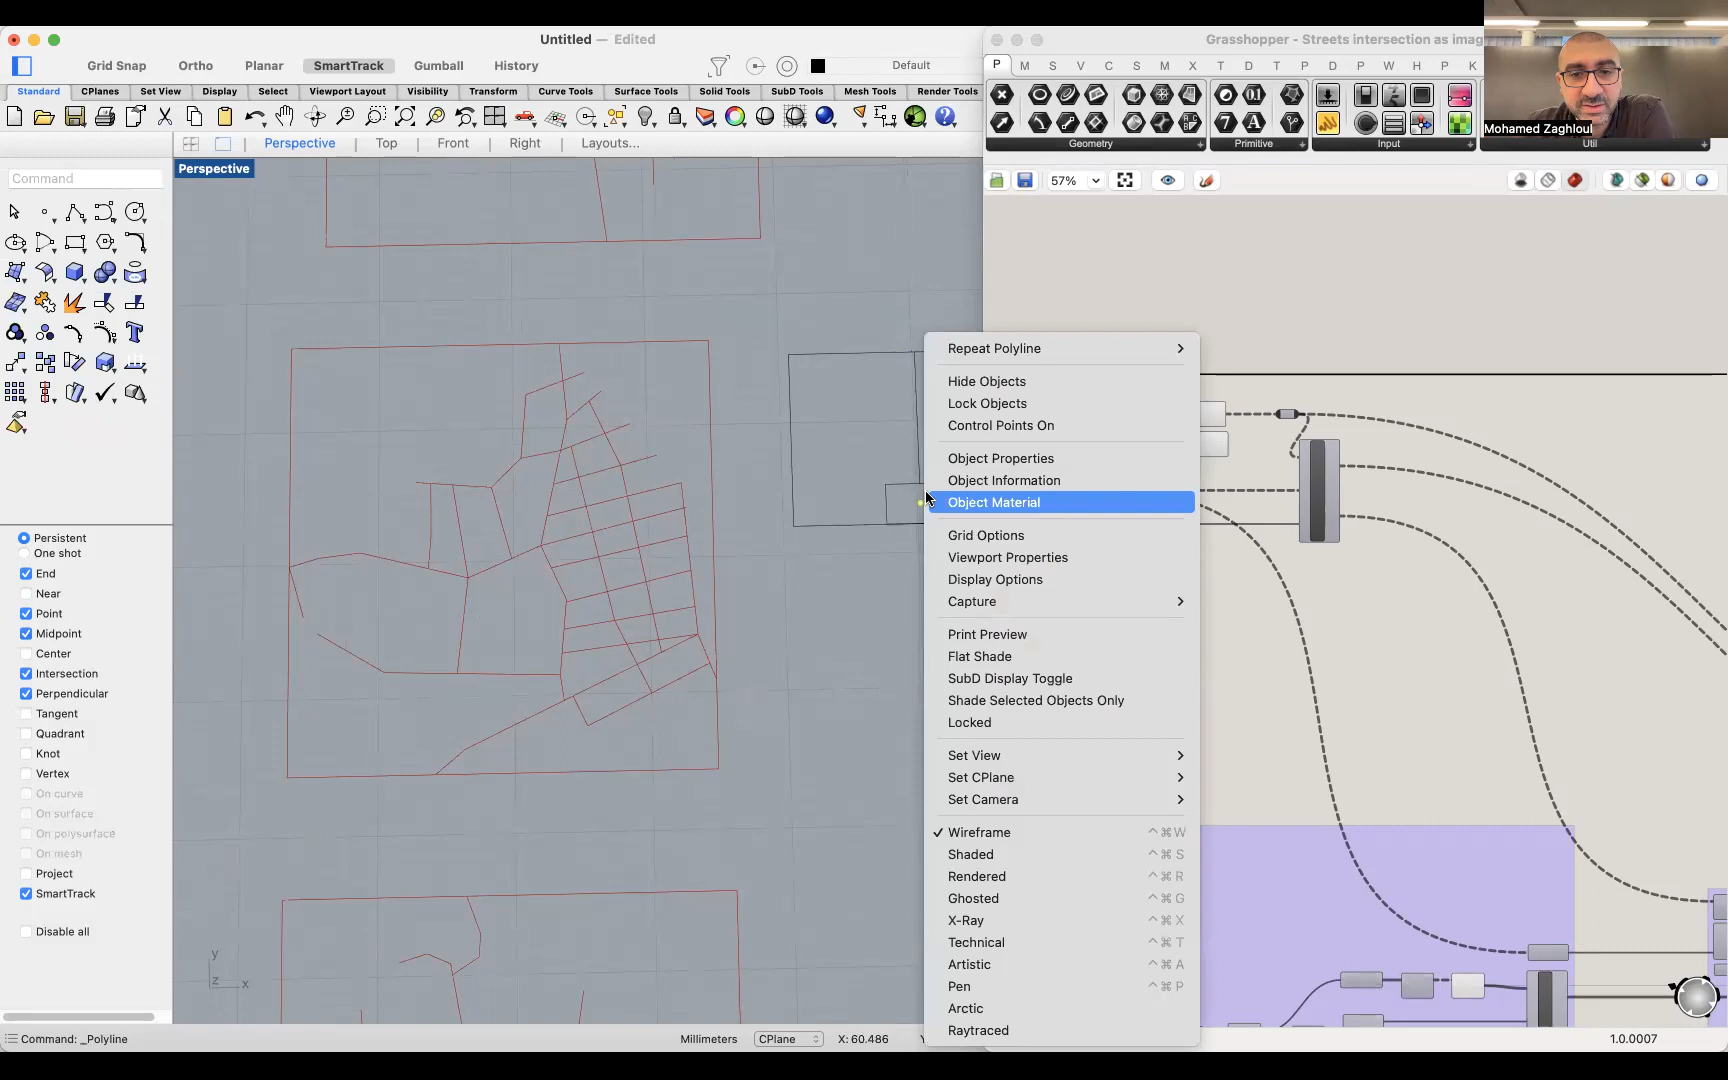 Untitled — Edited
Grid Snap
Ortho
Planar
SmartTrack
Gumball
History
Default
Standard
CPlanes
Set View
Display
Select
Viewport Layout
Visibility
Transform
Curve Tools
Surface Tools
Solid Tools
SubD Tools
Mesh Tools
Render Tools
Perspective
Top
Front
Right
Layouts...
Perspective
Command
Persistent
One shot
End
Near
Point
Midpoint
Center
Intersection
Perpendicular
Tangent
Quadrant
Knot
Vertex
On curve
On surface
On polysurface
On mesh
Project
SmartTrack
Disable all
y
z
x
Command: _Polyline
Millimeters
CPlane
X: 60.486
Repeat Polyline
Hide Objects
Lock Objects
Control Points On
Object Properties
Object Information
Object Material
Grid Options
Viewport Properties
Display Options
Capture
Print Preview
Flat Shade
SubD Display Toggle
Shade Selected Objects Only
Locked
Set View
Set CPlane
Set Camera
Wireframe ^⌘W
Shaded ^⌘S
Rendered ^⌘R
Ghosted ^⌘G
X-Ray ^⌘X
Technical ^⌘T
Artistic ^⌘A
Pen ^⌘P
Arctic
Raytraced
Grasshopper - Streets intersection as imag
P M S V C S M X T D T P D P W H P K
Geometry
Primitive
Input
Util
57%
Mohamed Zaghloul
1.0.0007